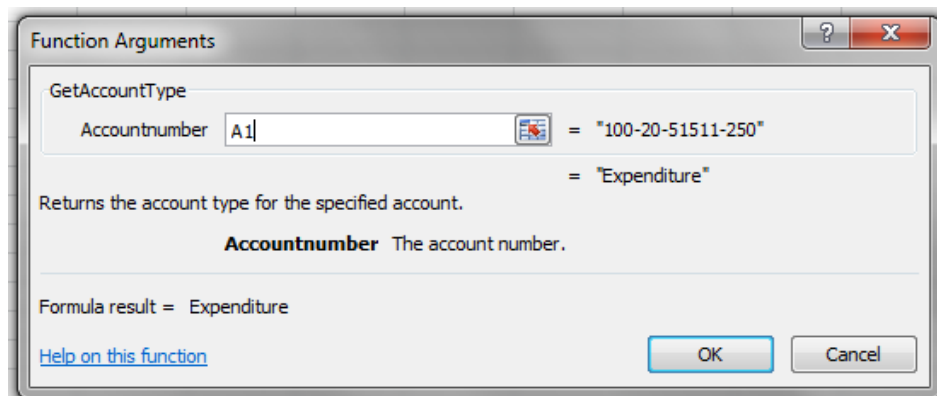 Function Arguments
GetAccountType
Accountnumber A1 = "100-20-51511-250"
= "Expenditure"
Returns the account type for the specified account.
Accountnumber The account number.
Formula result = Expenditure
Help on this function OK Cancel